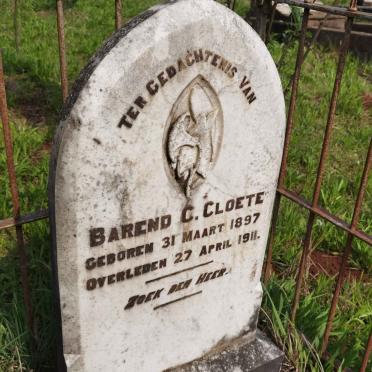 TER GEDACHTENIS VAN
BAREND C. CLOETE
GEBOREN 31 MAART 1897
OVERLEDEN 27 APRIL 1911.
ZOEK DEN HEER.